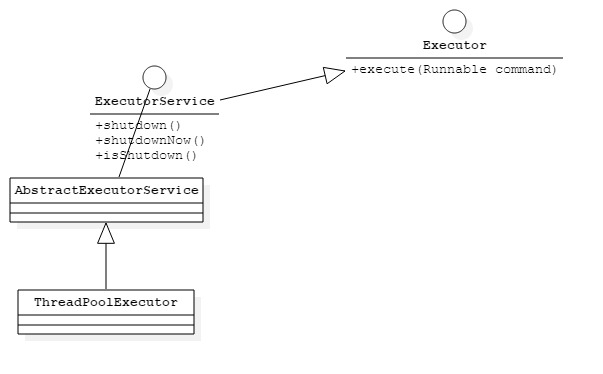 Executor
+execute(Runnable command)
ExecutorService
+shutdown()
+shutdownNow()
+isShutdown()
AbstractExecutorService
ThreadPoolExecutor